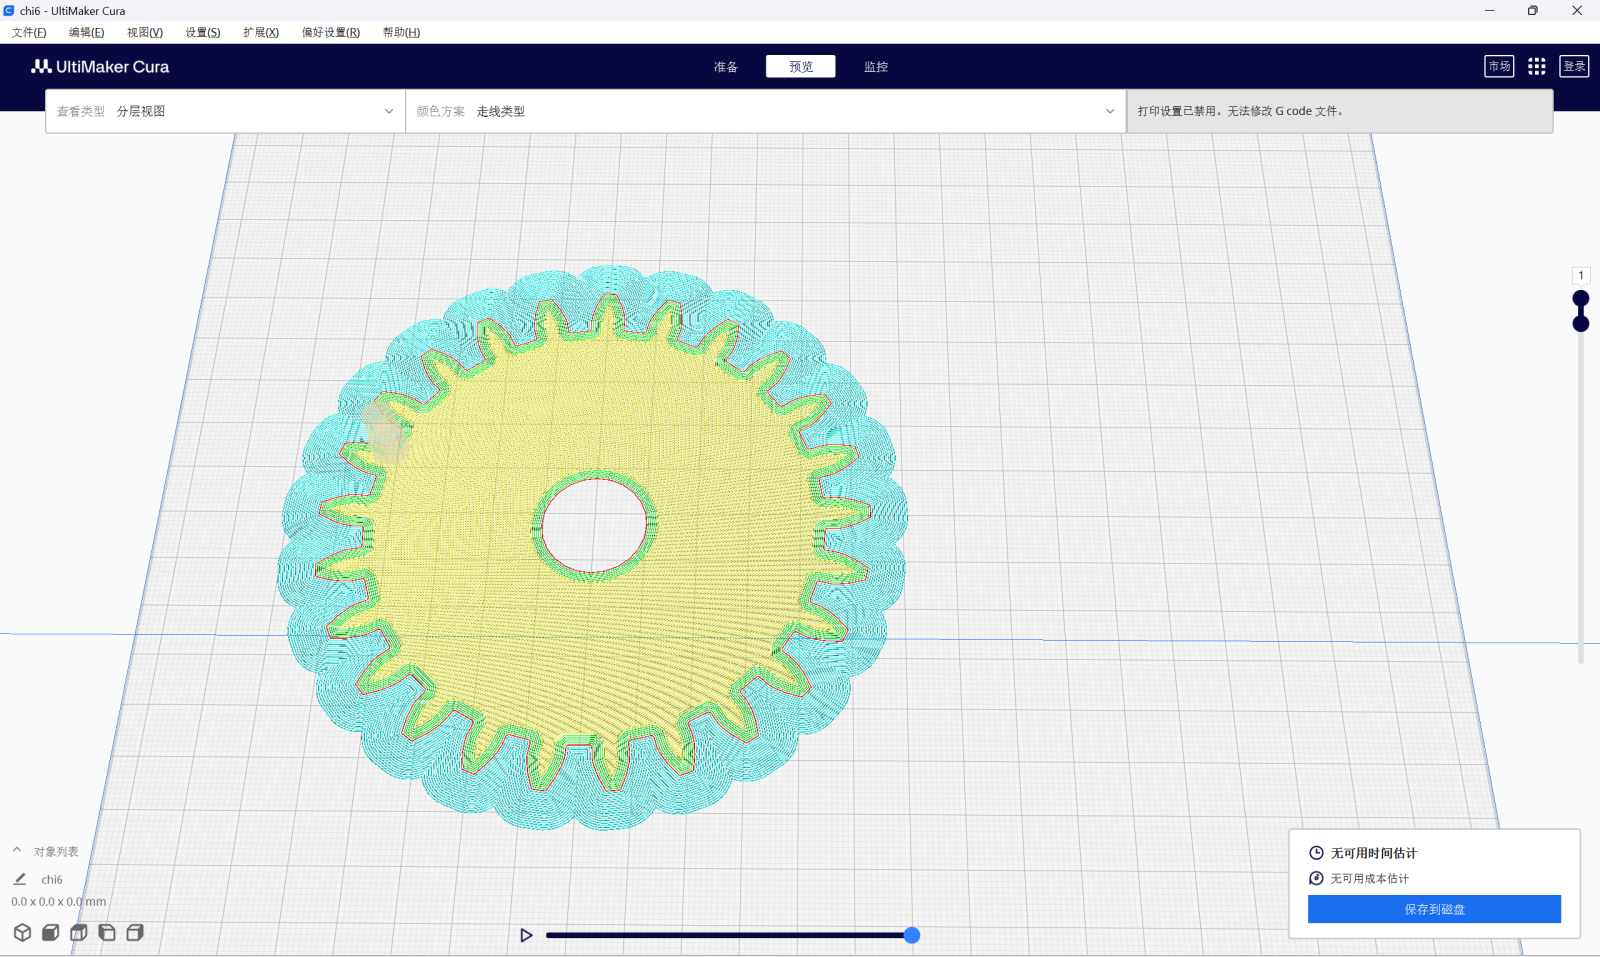 chi6 - UltiMaker Cura
文件(F) 编辑(E) 视图(V) 设置(S) 扩展(X) 偏好设置(R) 帮助(H)
UltiMaker Cura 准备 预览 监控 市场 登录
查看类型 分层视图 颜色方案 走线类型 打印设置已禁用。无法修改 G code 文件。
1
对象列表
chi6
0.0 x 0.0 x 0.0 mm
无可用时间估计
无可用成本估计
保存到磁盘